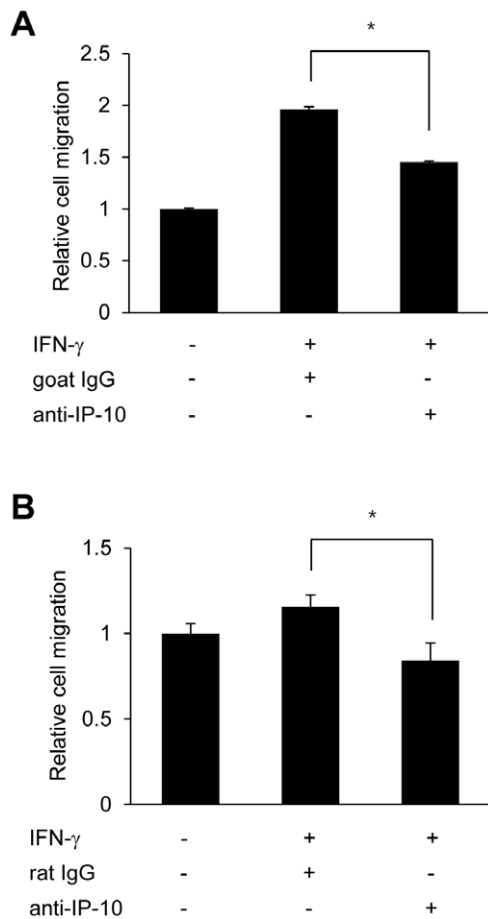 A
*
2.5
2
1.5
1
0.5
0
Relative cell migration
IFN-γ - + +
goat IgG - + -
anti-IP-10 - - +
B
*
1.5
1
0.5
0
Relative cell migration
IFN-γ - + +
rat IgG - + -
anti-IP-10 - - +